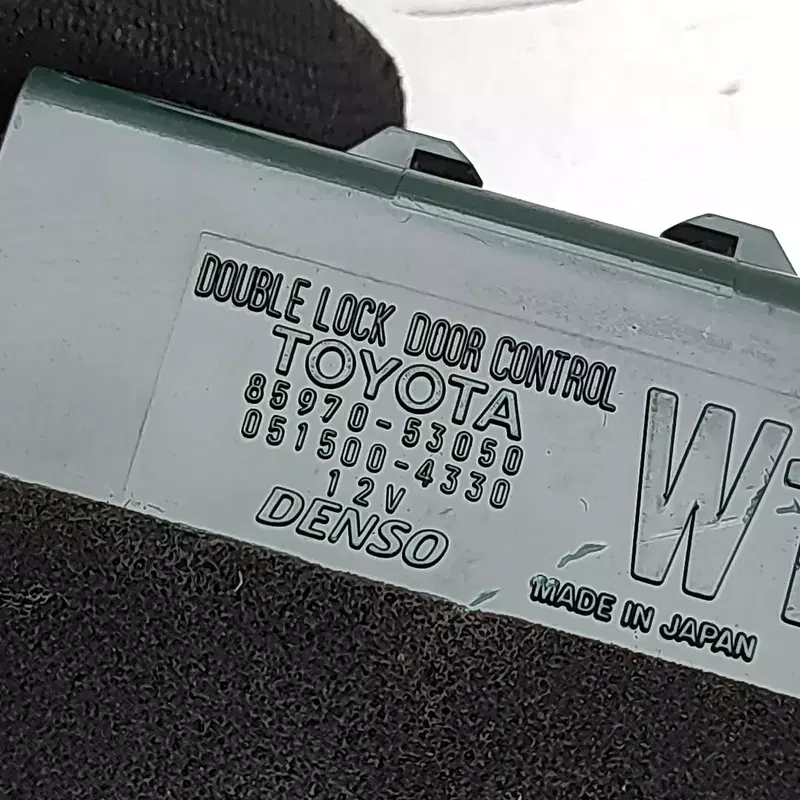 DOUBLE LOCK DOOR CONTROL
TOYOTA
85970-53050
051500-4330
12V
DENSO
MADE IN JAPAN